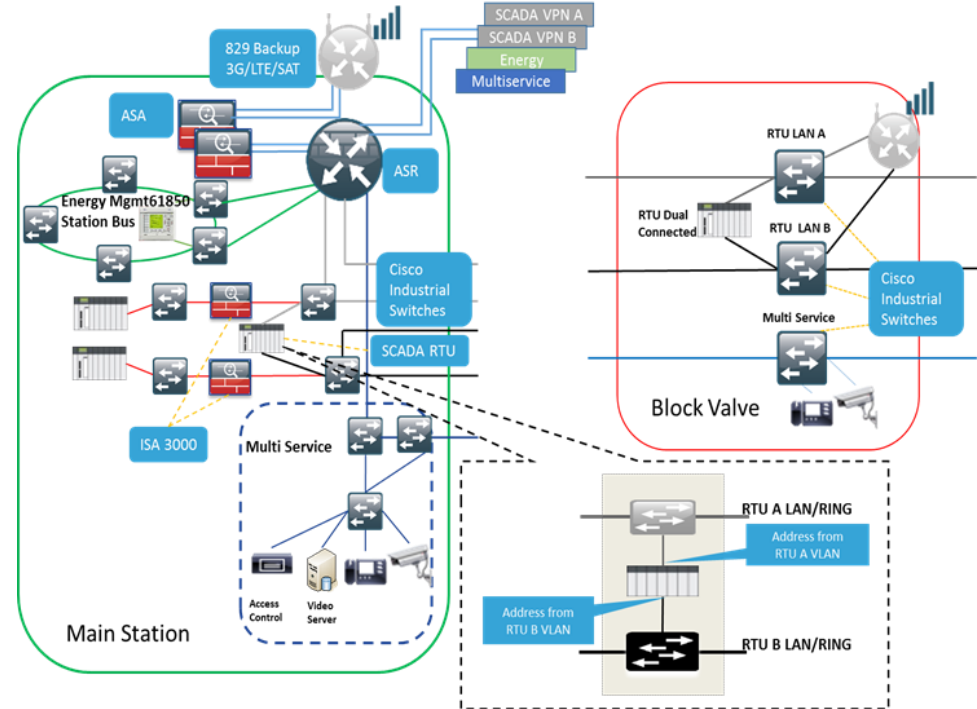 829 Backup
3G/LTE/SAT
SCADA VPN A
SCADA VPN B
Energy
Multiservice
ASA
ASR
Energy Mgmt61850
Station Bus
Cisco
Industrial
Switches
SCADA RTU
ISA 3000
Multi Service
Access
Control
Video
Server
Main Station
RTU LAN A
RTU Dual
Connected
RTU LAN B
Cisco
Industrial
Switches
Multi Service
Block Valve
RTU A LAN/RING
Address from
RTU A VLAN
Address from
RTU B VLAN
RTU B LAN/RING